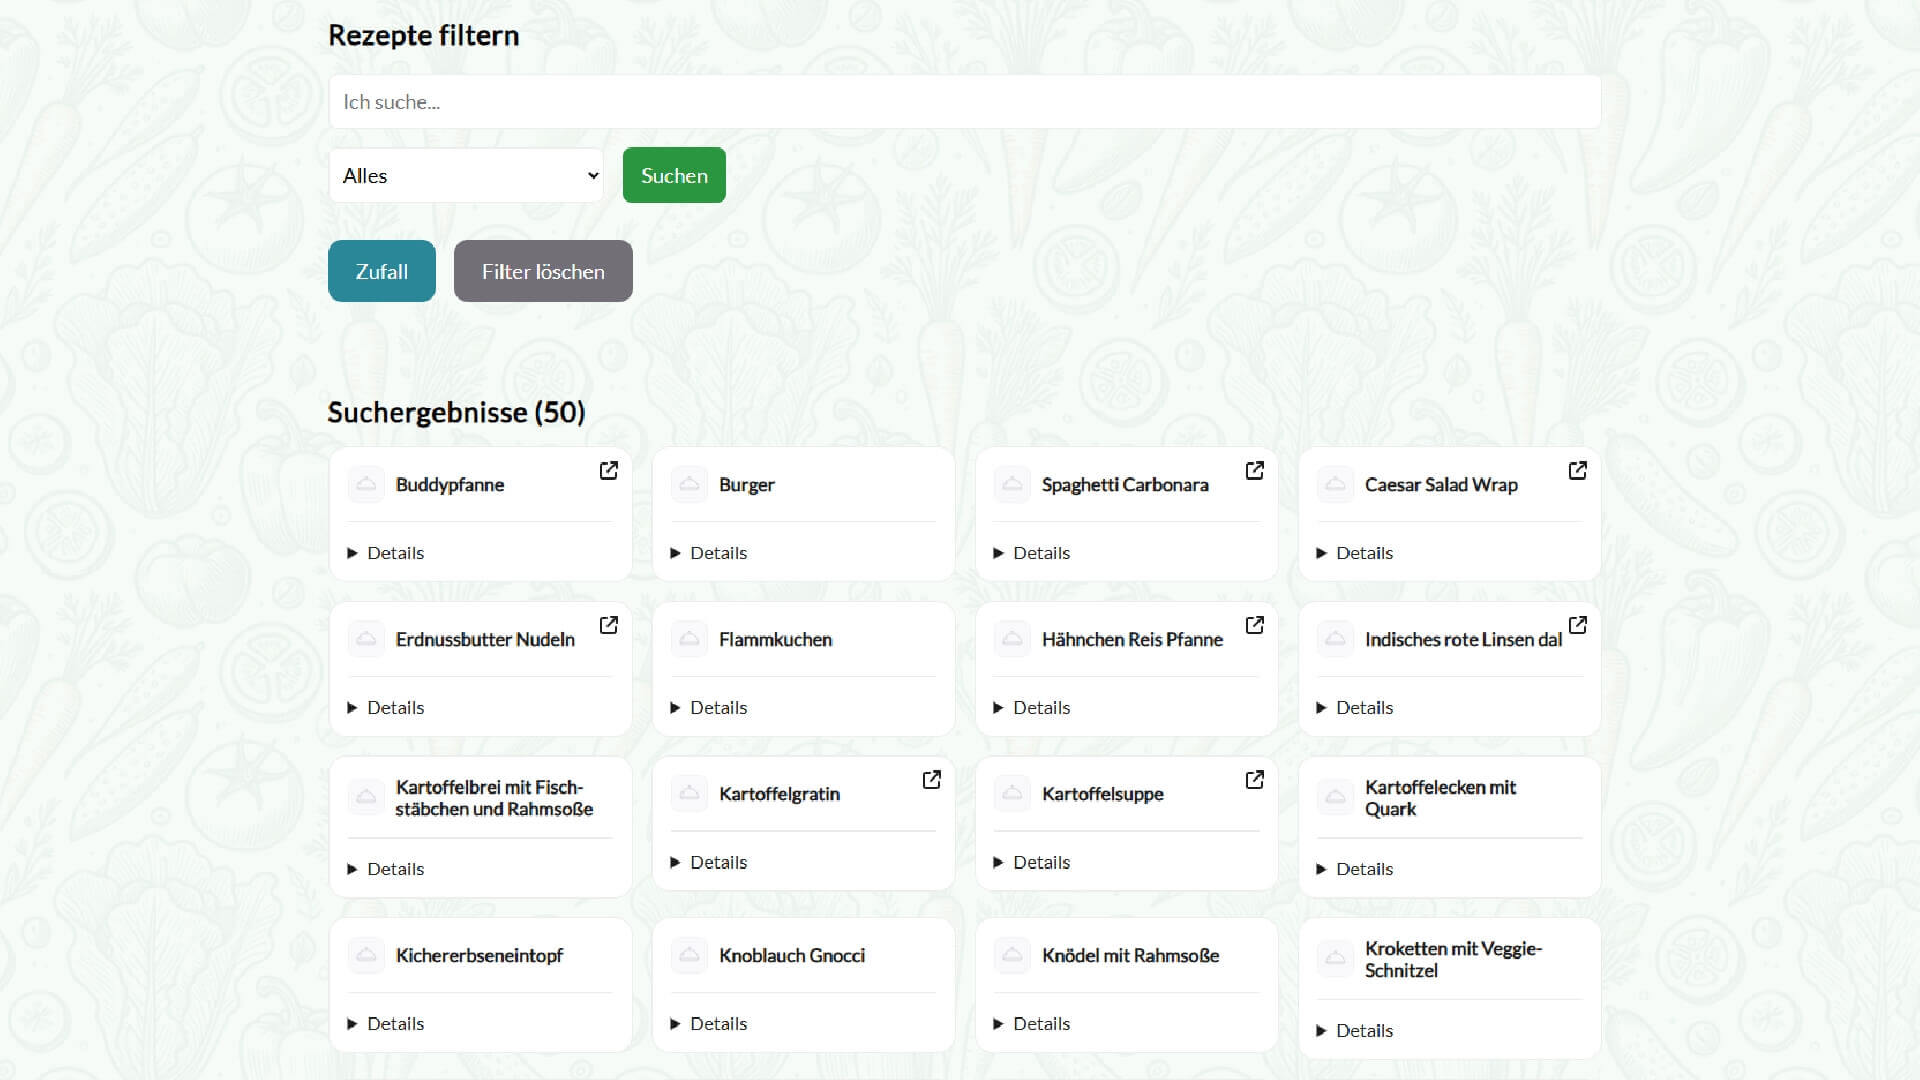 Rezepte filtern
Ich suche...
Alles
Suchen
Zufall
Filter löschen
Suchergebnisse (50)
Buddypfanne
Details
Burger
Details
Spaghetti Carbonara
Details
Caesar Salad Wrap
Details
Erdnussbutter Nudeln
Details
Flammkuchen
Details
Hähnchen Reis Pfanne
Details
Indisches rote Linsen dal
Details
Kartoffelbrei mit Fisch-
stäbchen und Rahmsoße
Details
Kartoffelgratin
Details
Kartoffelsuppe
Details
Kartoffelecken mit
Quark
Details
Kichererbseneintopf
Details
Knoblauch Gnocci
Details
Knödel mit Rahmsoße
Details
Kroketten mit Veggie-
Schnitzel
Details